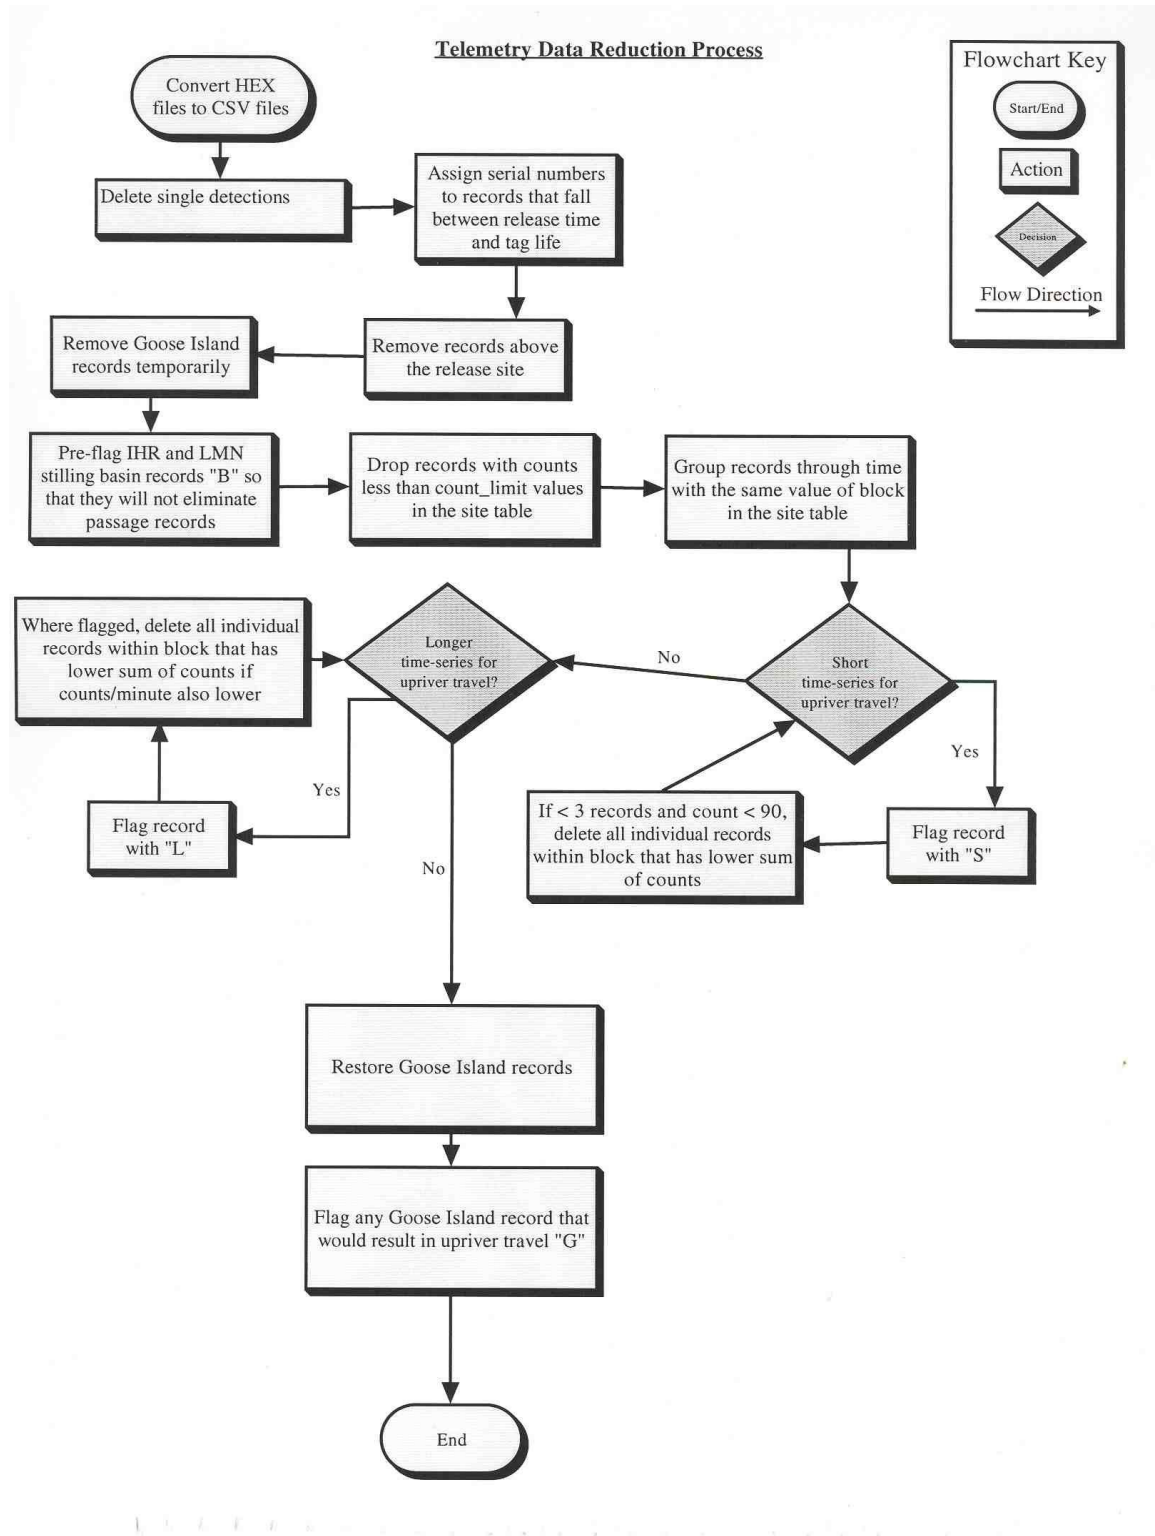 Telemetry Data Reduction Process
Flowchart Key
Start/End
Action
Decision
Flow Direction
Convert HEX
files to CSV files
Delete single detections
Assign serial numbers
to records that fall
between release time
and tag life
Remove records above
the release site
Remove Goose Island
records temporarily
Pre-flag IHR and LMN
stilling basin records "B" so
that they will not eliminate
passage records
Drop records with counts
less than count_limit values
in the site table
Group records through time
with the same value of block
in the site table
Short
time-series for
upriver travel?
Yes
Flag record
with "S"
If < 3 records and count < 90,
delete all individual records
within block that has lower sum
of counts
No
Longer
time-series for
upriver travel?
Yes
Flag record
with "L"
Where flagged, delete all individual
records within block that has
lower sum of counts if
counts/minute also lower
No
Restore Goose Island records
Flag any Goose Island record that
would result in upriver travel "G"
End